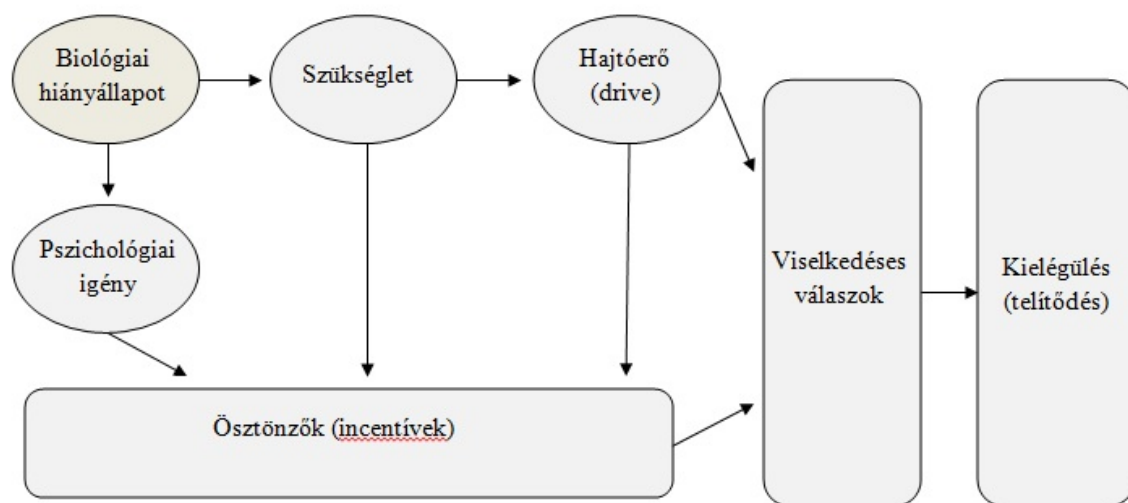 Biológiai
hiányállapot
Szükséglet
Hajtóerő
(drive)
Pszichológiai
igény
Viselkedéses
válaszok
Kielégülés
(telítődés)
Ösztönzők (incentívek)